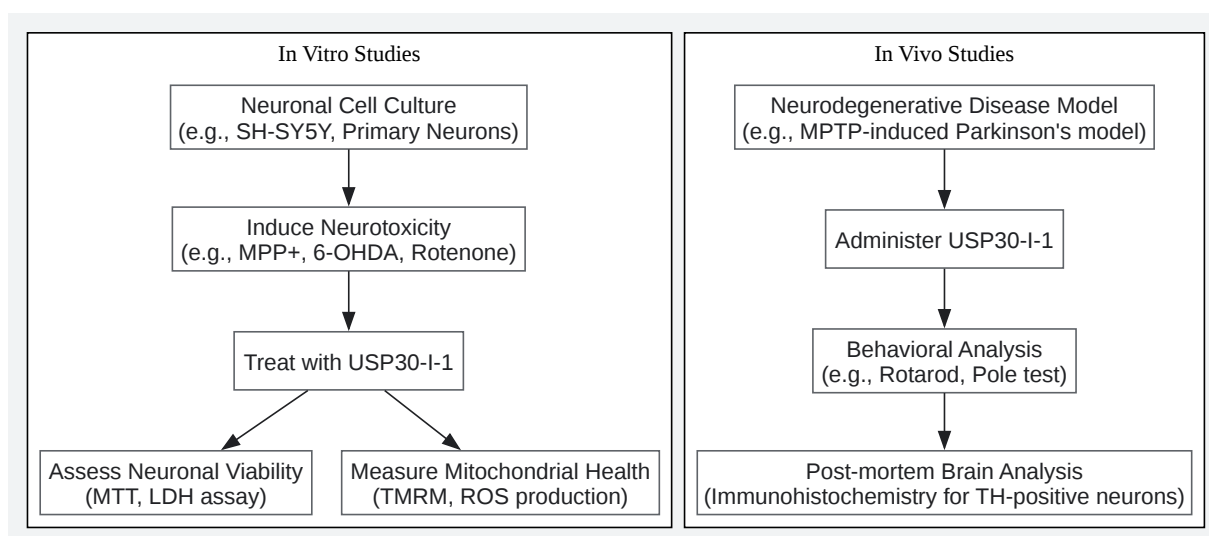 In Vitro Studies
Neuronal Cell Culture
(e.g., SH-SY5Y, Primary Neurons)
Induce Neurotoxicity
(e.g., MPP+, 6-OHDA, Rotenone)
Treat with USP30-I-1
Assess Neuronal Viability
(MTT, LDH assay)
Measure Mitochondrial Health
(TMRM, ROS production)
In Vivo Studies
Neurodegenerative Disease Model
(e.g., MPTP-induced Parkinson's model)
Administer USP30-I-1
Behavioral Analysis
(e.g., Rotarod, Pole test)
Post-mortem Brain Analysis
(Immunohistochemistry for TH-positive neurons)